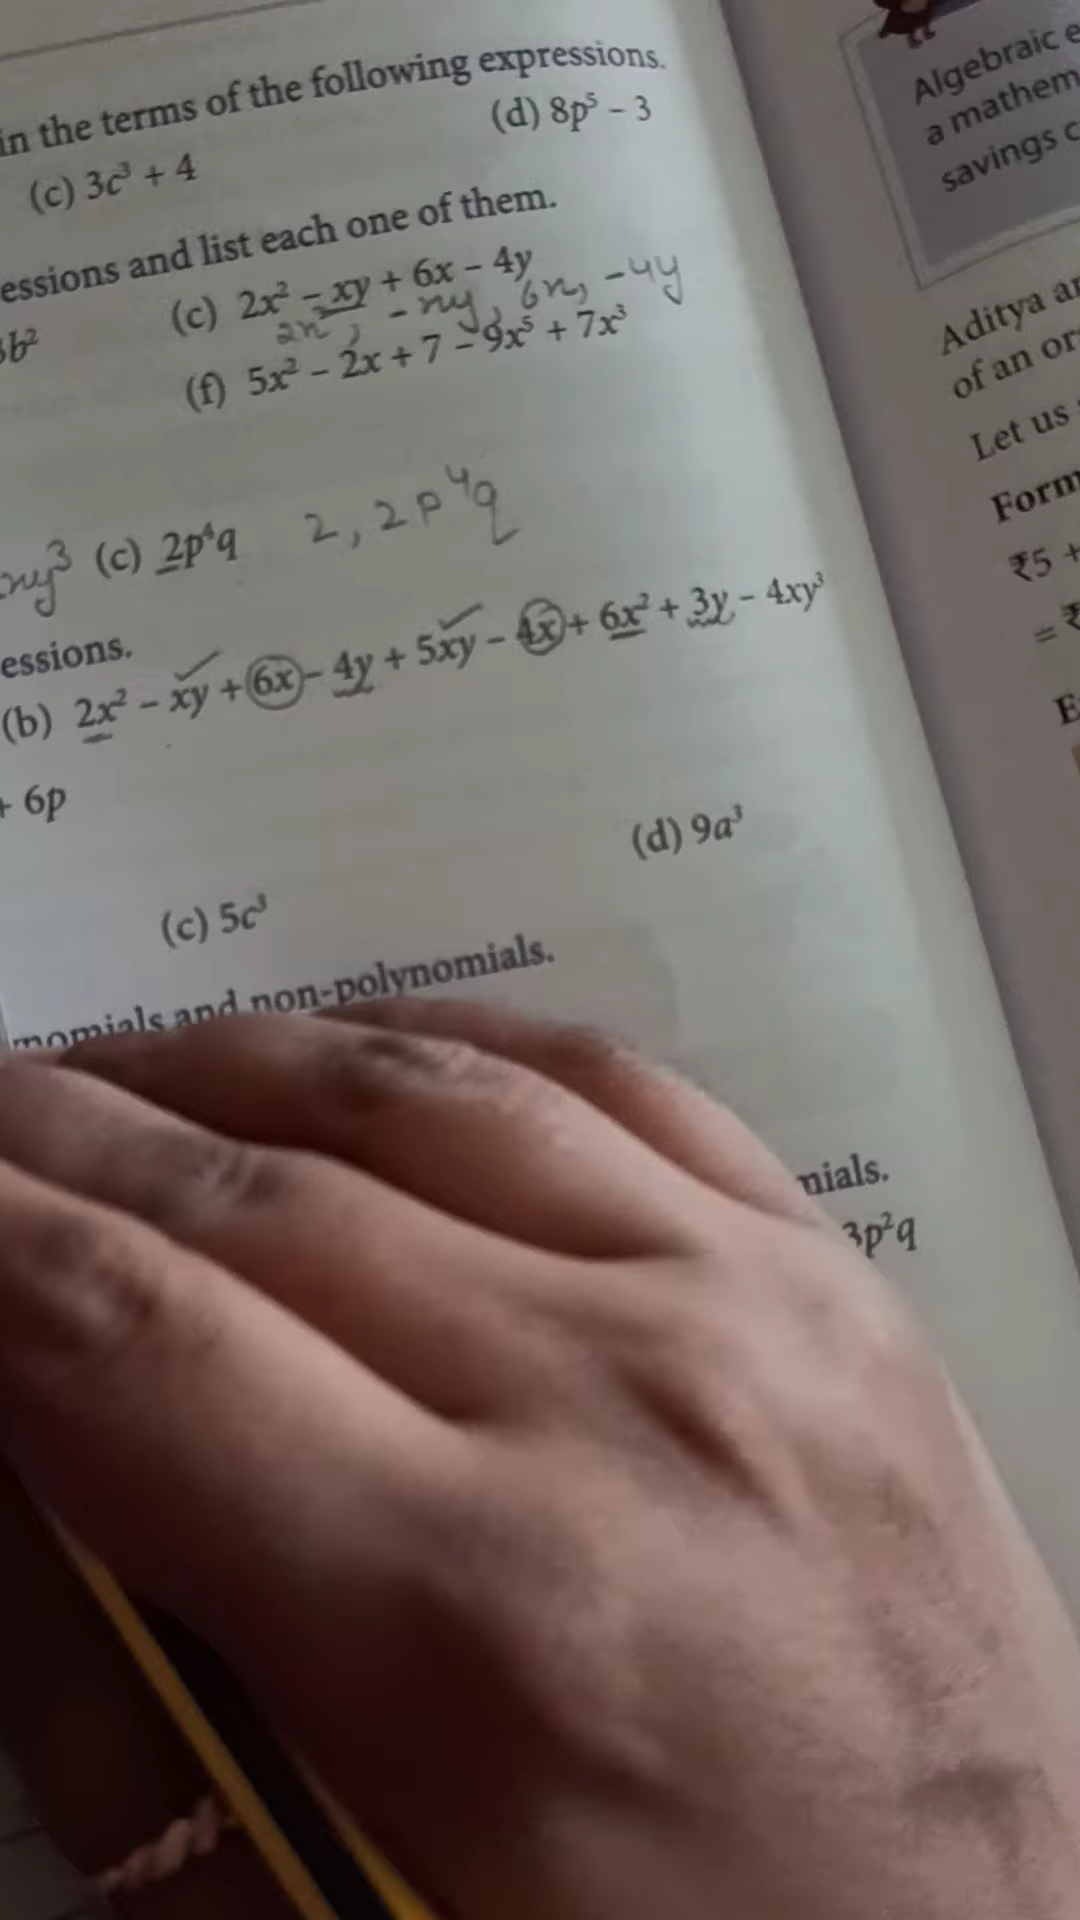 in the terms of the following expressions.
(c) 3c³ + 4 (d) 8p⁵ – 3
essions and list each one of them.
b² (c) 2x² – xy + 6x – 4y
2x², -xy, 6x, -4y
(f) 5x² – 2x + 7 – 9x⁵ + 7x³
xy³ (c) 2p⁴q 2, 2p⁴q
essions.
(b) 2x² – xy + 6x – 4y + 5xy – 4x + 6x² + 3y – 4xy³
+ 6p
(c) 5c³ (d) 9a³
nomials and non-polynomials.
nials.
3p²q
Algebraic e
a mathem
savings c
Aditya a
of an or
Let us
Form
₹5 +
= ₹
E